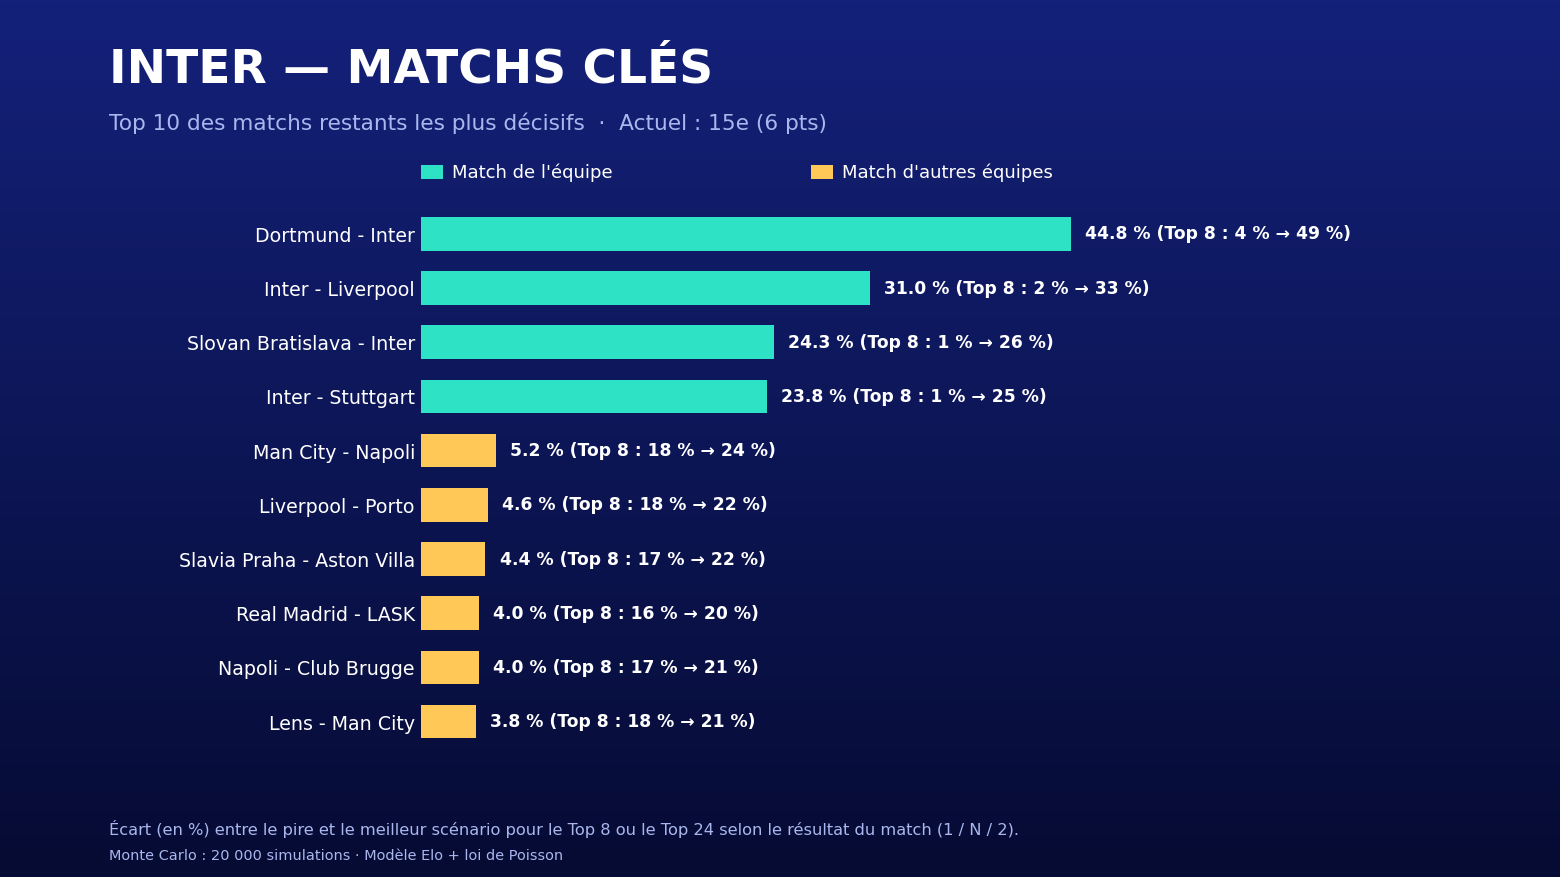 INTER — MATCHS CLÉS
Top 10 des matchs restants les plus décisifs · Actuel : 15e (6 pts)
Match de l'équipe
Match d'autres équipes
Dortmund - Inter 44.8 % (Top 8 : 4 % → 49 %)
Inter - Liverpool 31.0 % (Top 8 : 2 % → 33 %)
Slovan Bratislava - Inter 24.3 % (Top 8 : 1 % → 26 %)
Inter - Stuttgart 23.8 % (Top 8 : 1 % → 25 %)
Man City - Napoli 5.2 % (Top 8 : 18 % → 24 %)
Liverpool - Porto 4.6 % (Top 8 : 18 % → 22 %)
Slavia Praha - Aston Villa 4.4 % (Top 8 : 17 % → 22 %)
Real Madrid - LASK 4.0 % (Top 8 : 16 % → 20 %)
Napoli - Club Brugge 4.0 % (Top 8 : 17 % → 21 %)
Lens - Man City 3.8 % (Top 8 : 18 % → 21 %)
Écart (en %) entre le pire et le meilleur scénario pour le Top 8 ou le Top 24 selon le résultat du match (1 / N / 2).
Monte Carlo : 20 000 simulations · Modèle Elo + loi de Poisson